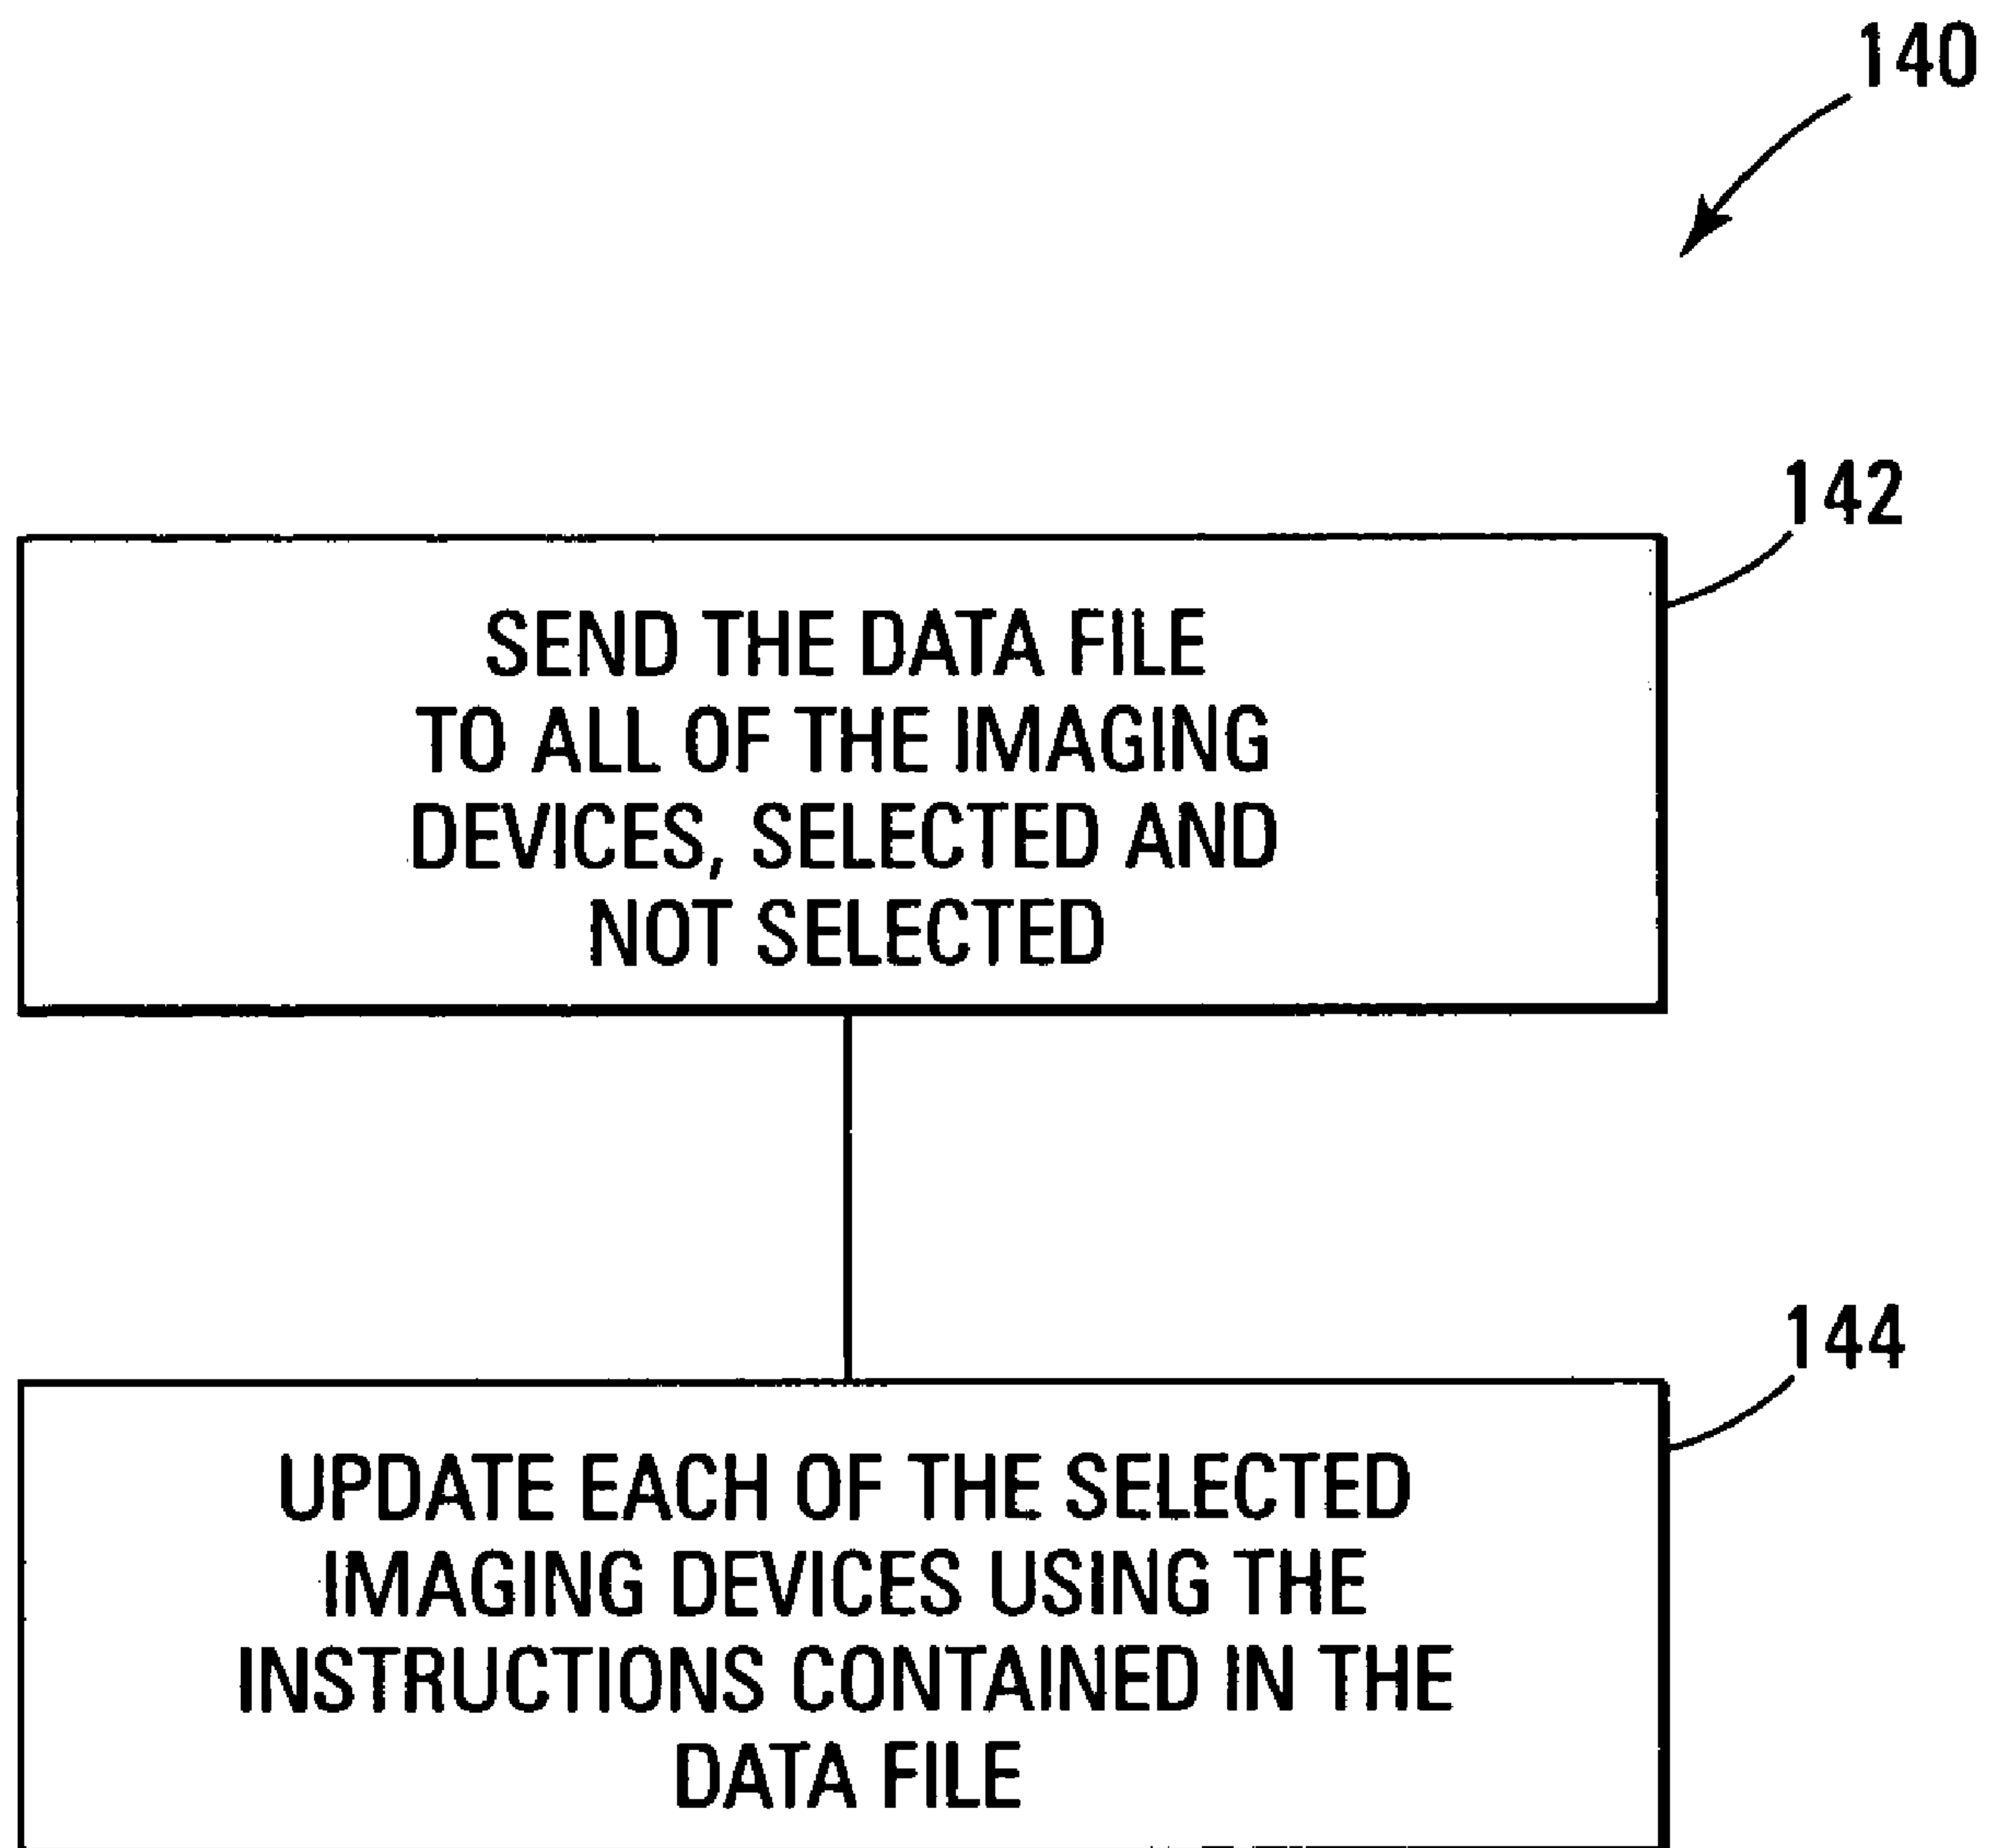 140
142
SEND THE DATA FILE
TO ALL OF THE IMAGING
DEVICES, SELECTED AND
NOT SELECTED
144
UPDATE EACH OF THE SELECTED
IMAGING DEVICES USING THE
INSTRUCTIONS CONTAINED IN THE
DATA FILE